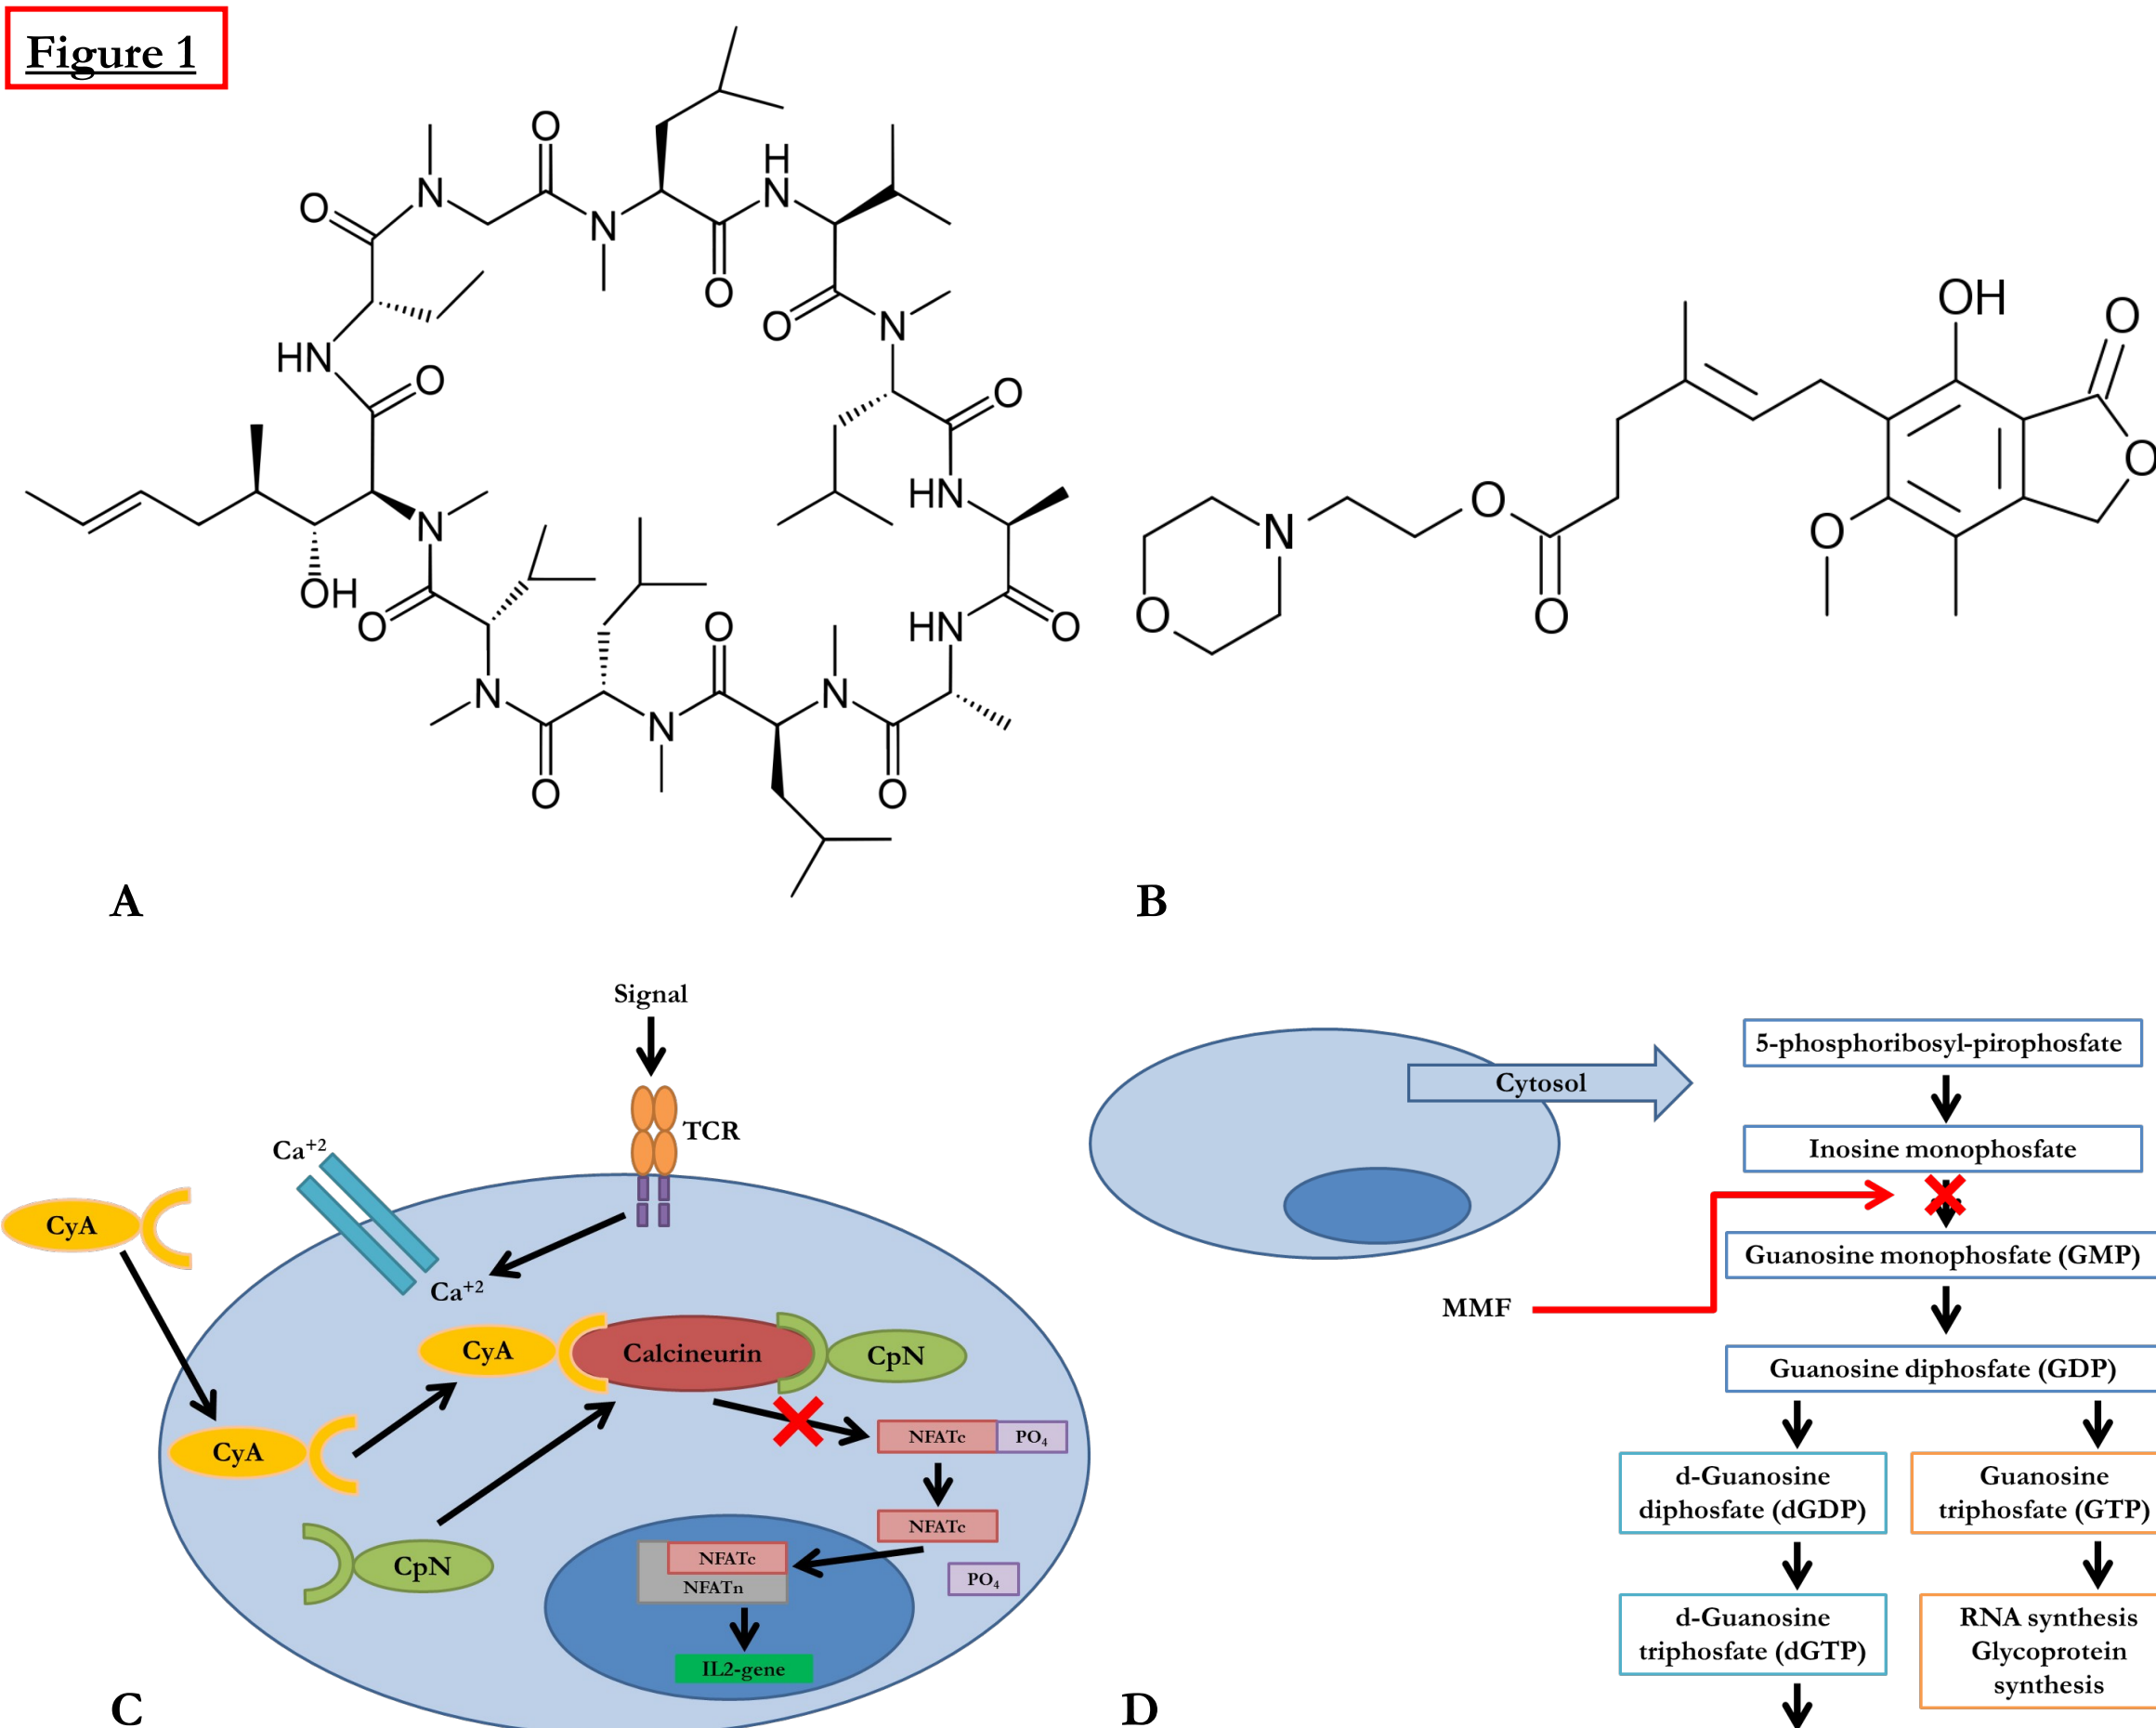 Figure 1
O
N
O
N
H
N
O
O
N
O
HN
O
N
OH
O
HN
O
HN
O
N
O
N
O
N
O
A
OH
O
O
O
N
O
O
O
B
Signal
TCR
Ca+2
CyA
Ca+2
CyA
Calcineurin
CpN
CyA
NFATc
PO4
NFATc
CpN
NFATc
NFATn
PO4
IL2-gene
C
Cytosol
5-phosphoribosyl-pirophosfate
Inosine monophosfate
Guanosine monophosfate (GMP)
MMF
Guanosine diphosfate (GDP)
d-Guanosine
diphosfate (dGDP)
Guanosine
triphosfate (GTP)
d-Guanosine
triphosfate (dGTP)
RNA synthesis
Glycoprotein
synthesis
D